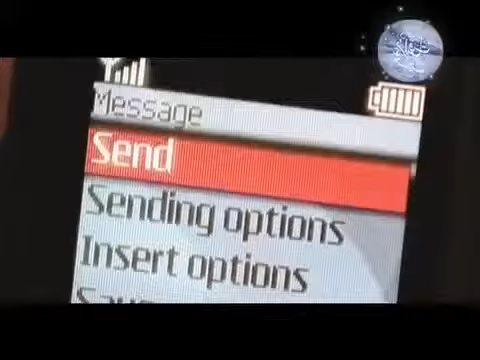 Message
Send
Sending options
Insert options